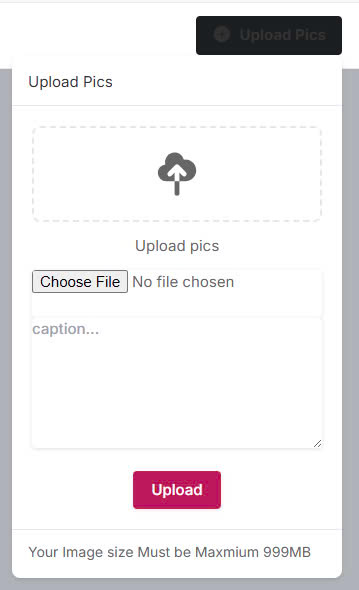 Upload Pics
Upload Pics
Upload pics
Choose File No file chosen
caption...
Upload
Your Image size Must be Maxmium 999MB